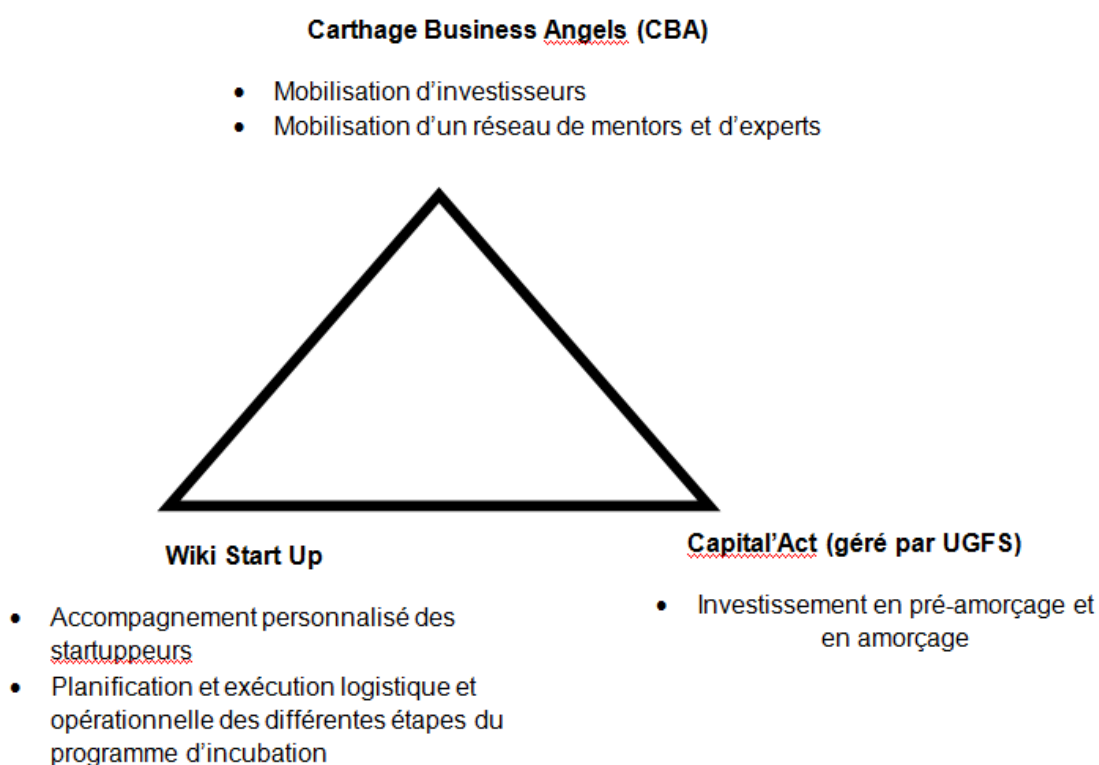 Carthage Business Angels (CBA)
• Mobilisation d’investisseurs
• Mobilisation d’un réseau de mentors et d’experts
Wiki Start Up
• Accompagnement personnalisé des
startuppeurs
• Planification et exécution logistique et
opérationnelle des différentes étapes du
programme d’incubation
Capital’Act (géré par UGFS)
• Investissement en pré-amorçage et
en amorçage